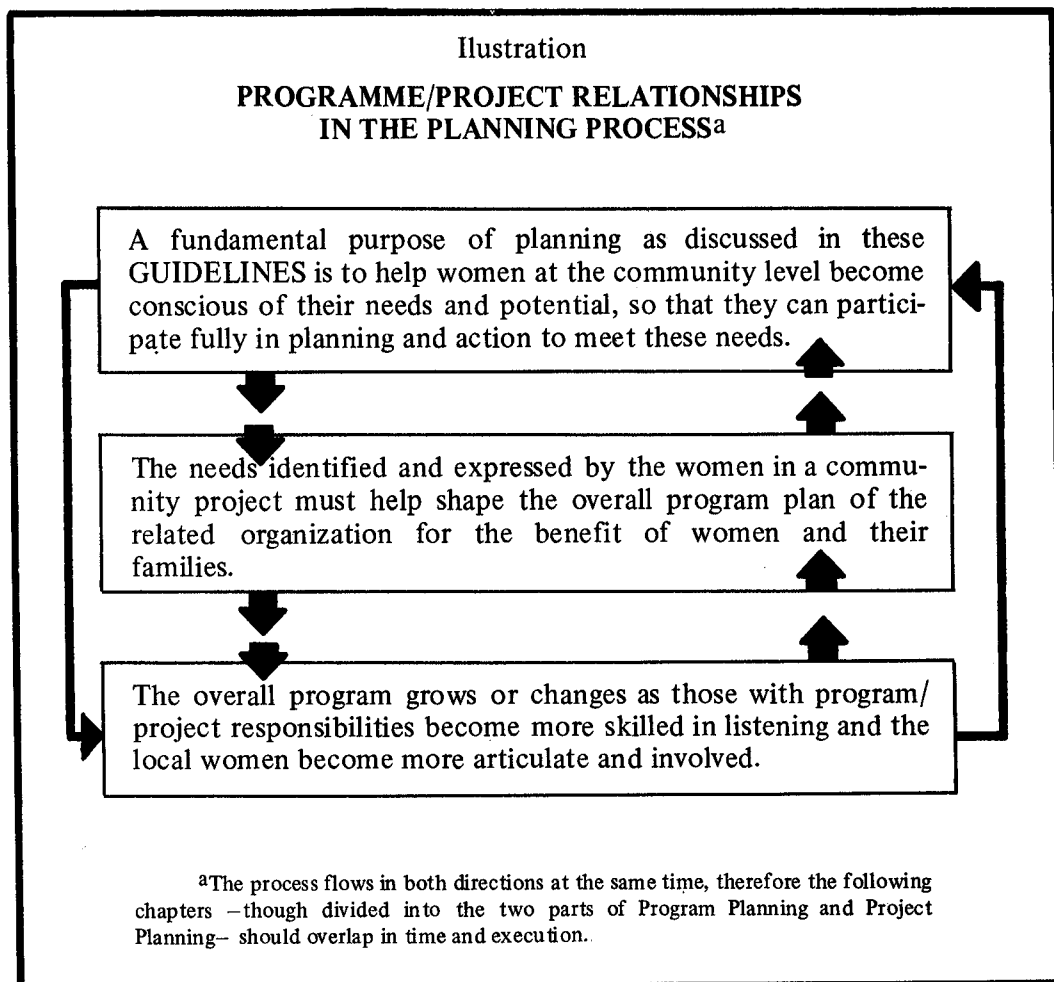 Ilustration
PROGRAMME/PROJECT RELATIONSHIPS
IN THE PLANNING PROCESSa
A fundamental purpose of planning as discussed in these
GUIDELINES is to help women at the community level become
conscious of their needs and potential, so that they can partici-
pate fully in planning and action to meet these needs.
The needs identified and expressed by the women in a commu-
nity project must help shape the overall program plan of the
related organization for the benefit of women and their
families.
The overall program grows or changes as those with program/
project responsibilities become more skilled in listening and the
local women become more articulate and involved.
aThe process flows in both directions at the same time, therefore the following
chapters –though divided into the two parts of Program Planning and Project
Planning– should overlap in time and execution.